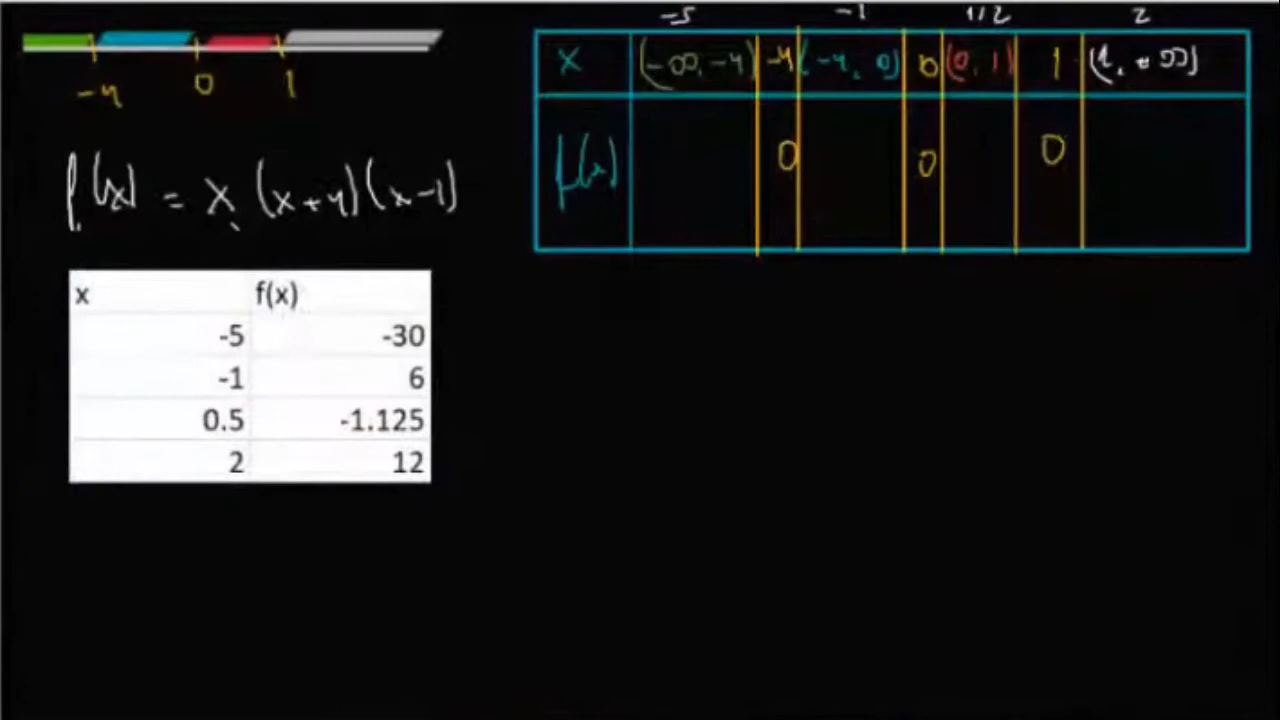 -4 0 1
f(x) = x (x+4)(x-1)
x f(x)
-5 -30
-1 6
0.5 -1.125
2 12
-5 -1 1/2 2
x (-∞, -4) -4 (-4, 0) 0 (0, 1) 1 (1, +∞)
f(x) 0 0 0